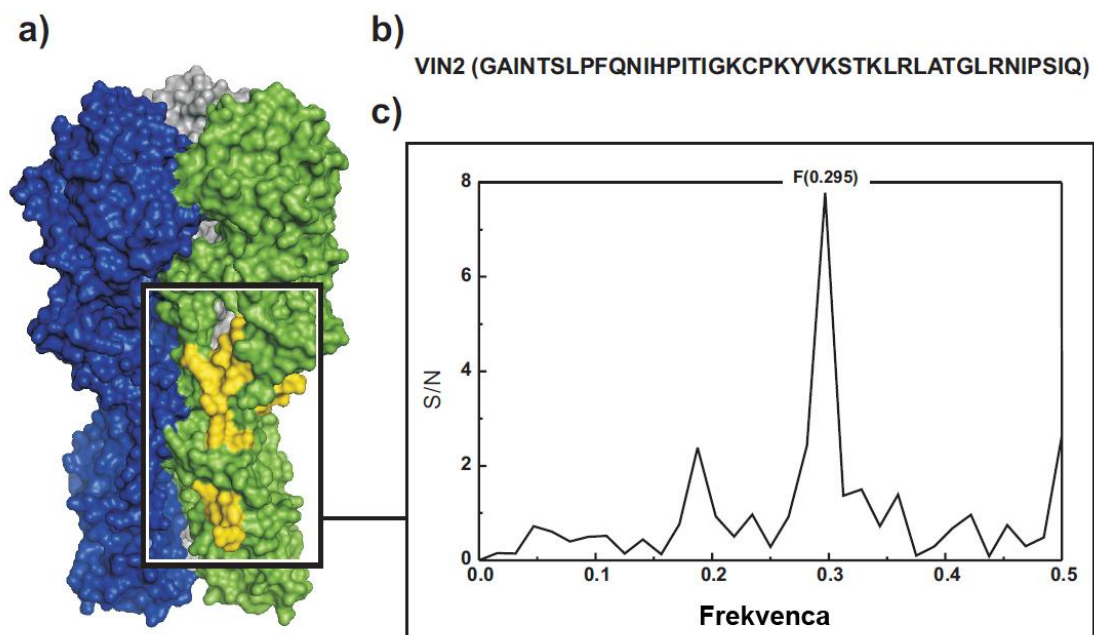 a)
b)
VIN2 (GAINTSLPFQNIHPITIGKCPKYVKSTKLRLATGLRNIPSIQ)
c)
F(0.295)
8
6
4
2
0
S/N
0.0 0.1 0.2 0.3 0.4 0.5
Frekvenca